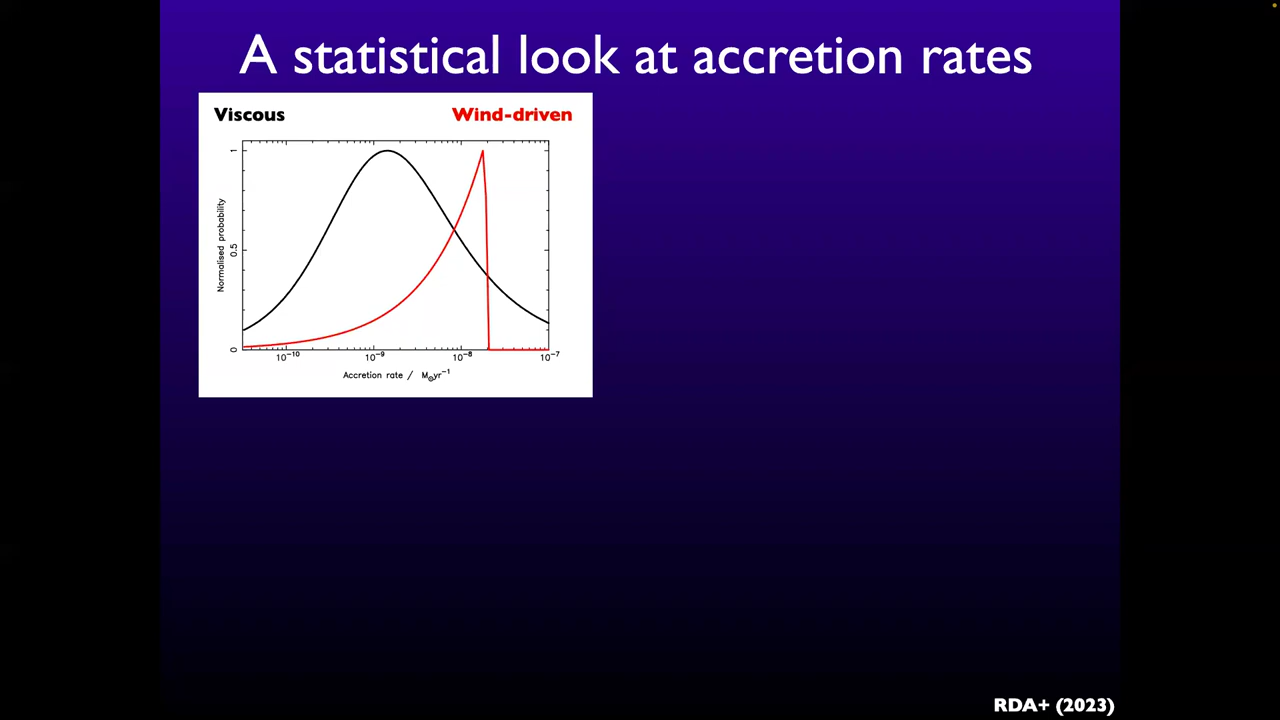 A statistical look at accretion rates
Viscous
Wind-driven
Normalised probability
1
0.5
0
10⁻¹⁰
10⁻⁹
10⁻⁸
10⁻⁷
Accretion rate / M⊙yr⁻¹
RDA+ (2023)